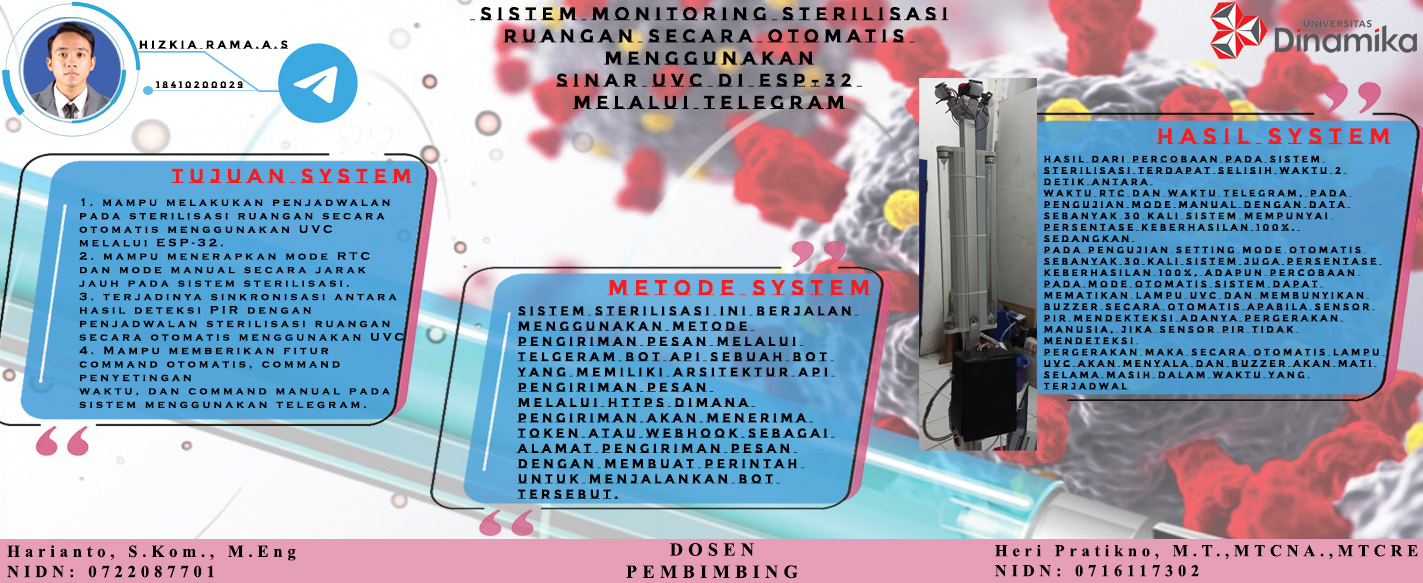 HIZKIA RAMA.A.S
18410200029
SISTEM MONITORING STERILISASI
RUANGAN SECARA OTOMATIS
MENGGUNAKAN
SINAR UVC DI ESP-32
MELALUI TELEGRAM
UNIVERSITAS
Dinamika
TUJUAN SYSTEM
1. MAMPU MELAKUKAN PENJADWALAN
PADA STERILISASI RUANGAN SECARA
OTOMATIS MENGGUNAKAN UVC
MELALUI ESP-32.
2. MAMPU MENERAPKAN MODE RTC
DAN MODE MANUAL SECARA JARAK
JAUH PADA SISTEM STERILISASI.
3. TERJADINYA SINKRONISASI ANTARA
HASIL DETEKSI PIR DENGAN
PENJADWALAN STERILISASI RUANGAN
SECARA OTOMATIS MENGGUNAKAN UVC
4. MAMPU MEMBERIKAN FITUR
COMMAND OTOMATIS, COMMAND
PENYETINGAN
WAKTU, DAN COMMAND MANUAL PADA
SISTEM MENGGUNAKAN TELEGRAM.
METODE SYSTEM
SISTEM STERILISASI INI BERJALAN
MENGGUNAKAN METODE
PENGIRIMAN PESAN MELALUI
TELGERAM BOT API SEBUAH BOT
YANG MEMILIKI ARSITEKTUR API
PENGIRIMAN PESAN
MELALUI HTTPS DIMANA
PENGIRIMAN AKAN MENERIMA
TOKEN ATAU WEBHOOK SEBAGAI
ALAMAT PENGIRIMAN PESAN
DENGAN MEMBUAT PERINTAH
UNTUK MENJALANKAN BOT
TERSEBUT.
HASIL SYSTEM
HASIL DARI PERCOBAAN PADA SISTEM
STERILISASI TERDAPAT SELISIH WAKTU 2
DETIK ANTARA
WAKTU RTC DAN WAKTU TELEGRAM, PADA
PENGUJIAN MODE MANUAL DENGAN DATA
SEBANYAK 30 KALI SISTEM MEMPUNYAI
PERSENTASE KEBERHASILAN 100%.
SEDANGKAN
PADA PENGUJIAN SETTING MODE OTOMATIS
SEBANYAK 30 KALI SISTEM JUGA PERSENTASE
KEBERHASILAN 100%, ADAPUN PERCOBAAN
PADA MODE OTOMATIS SISTEM DAPAT
MEMATIKAN LAMPU UVC DAN MEMBUNYIKAN
BUZZER SECARA OTOMATIS APABILA SENSOR
PIR MENDEKTEKSI ADANYA PERGERAKAN
MANUSIA, JIKA SENSOR PIR TIDAK
MENDETEKSI
PERGERAKAN MAKA SECARA OTOMATIS LAMPU
UVC AKAN MENYALA DAN BUZZER AKAN MATI
SELAMA MASIH DALAM WAKTU YANG
TERJADWAL
Harianto, S.Kom., M.Eng
NIDN: 0722087701
DOSEN
PEMBIMBING
Heri Pratikno, M.T.,MTCNA.,MTCRE
NIDN: 0716117302